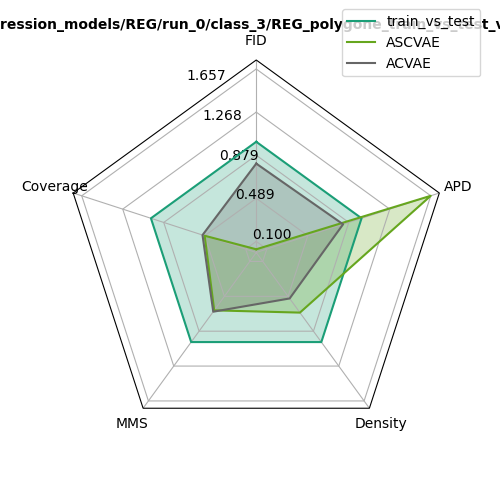 ression_models/REG/run_0/class_3/REG_polygone_train_vs_test_v
train_vs_test
ASCVAE
ACVAE
FID
1.657
1.268
0.879
0.489
0.100
Coverage
APD
MMS
Density